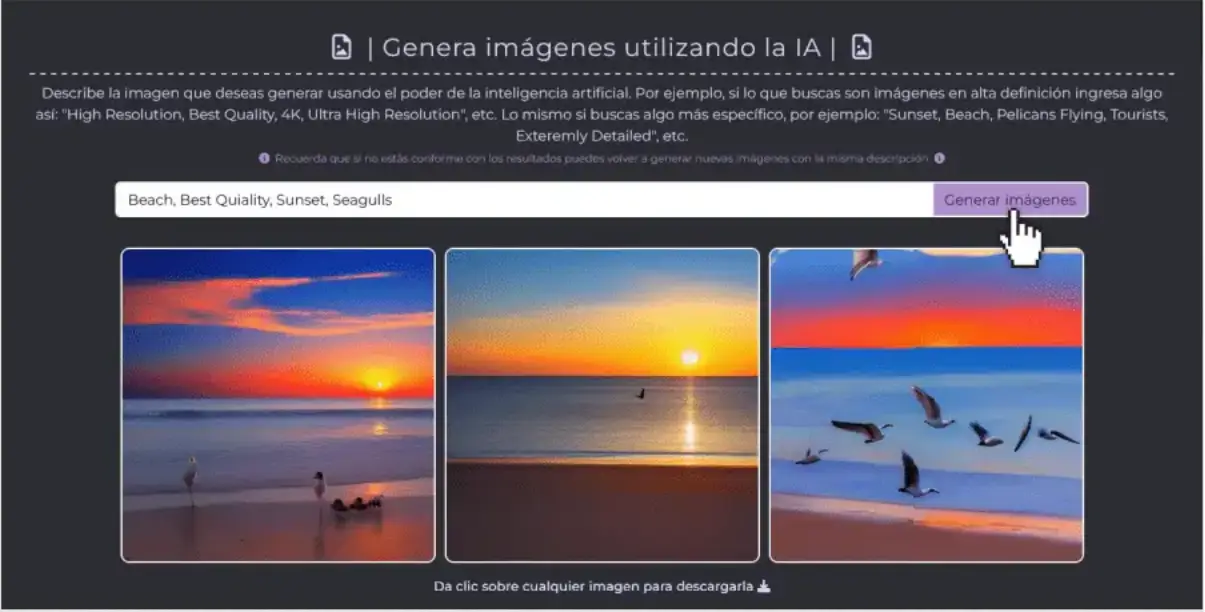 | Genera imágenes utilizando la IA |
Describe la imagen que deseas generar usando el poder de la inteligencia artificial. Por ejemplo, si lo que buscas son imágenes en alta definición ingresa algo
así: "High Resolution, Best Quality, 4K, Ultra High Resolution", etc. Lo mismo si buscas algo más específico, por ejemplo: "Sunset, Beach, Pelicans Flying, Tourists,
Exteremly Detailed", etc.
Recuerda que si no estás conforme con los resultados puedes volver a generar nuevas imágenes con la misma descripción
Beach, Best Quiality, Sunset, Seagulls
Generar imágenes
Da clic sobre cualquier imagen para descargarla